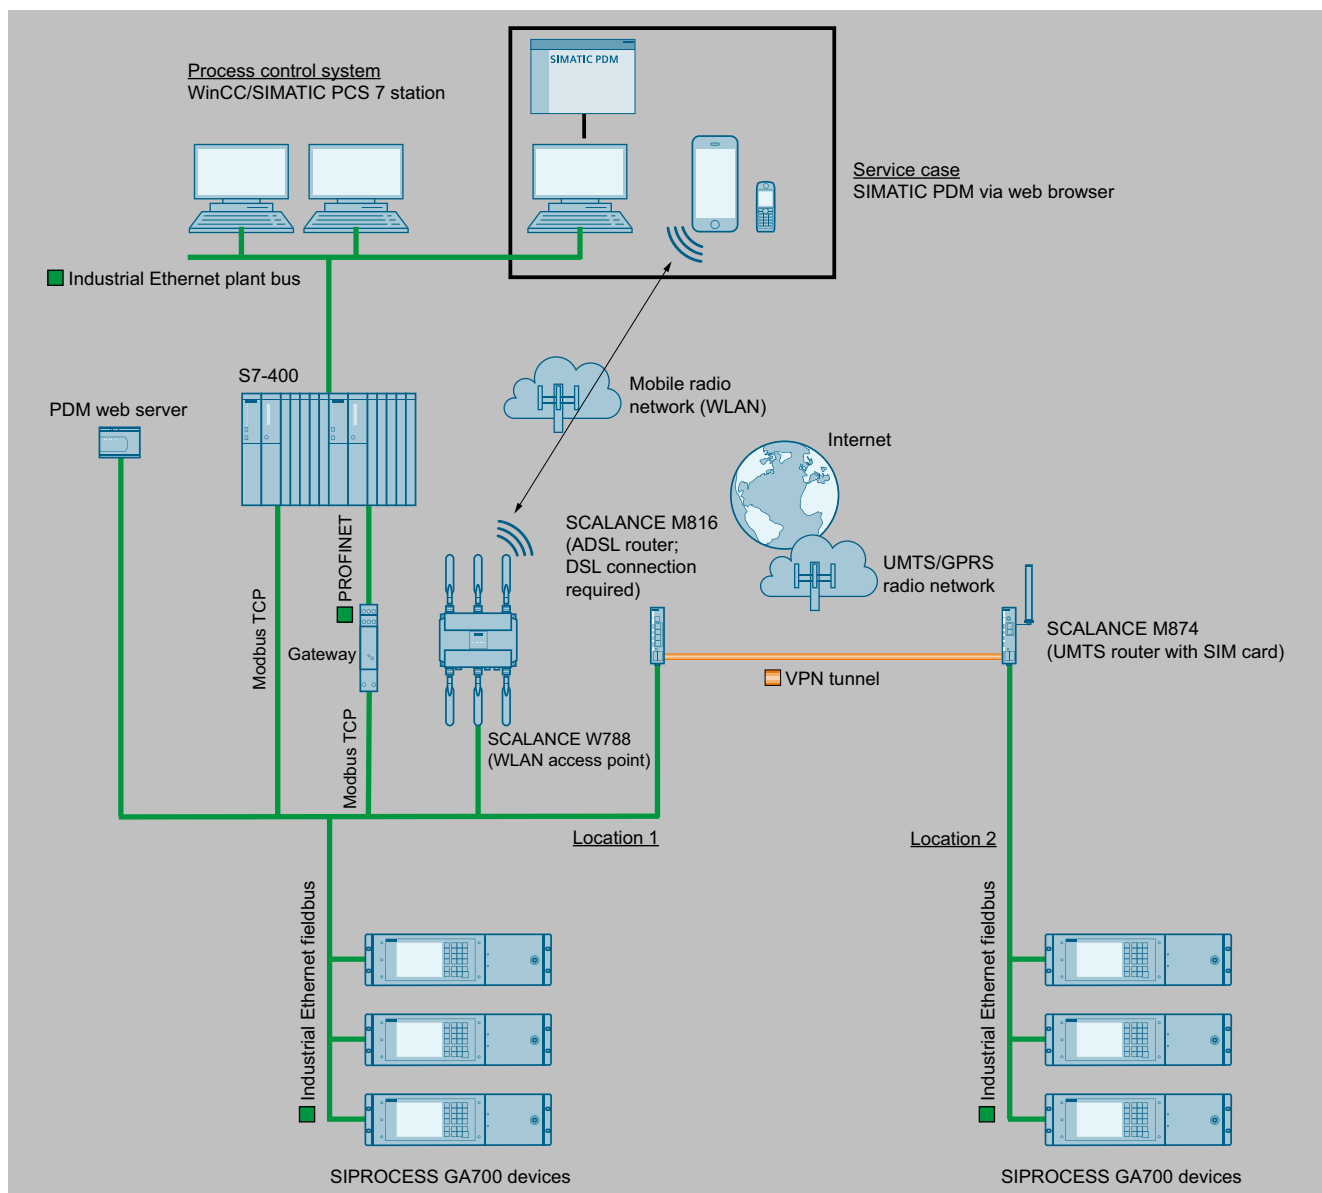 SIMATIC PDM
Process control system
WinCC/SIMATIC PCS 7 station
Service case
SIMATIC PDM via web browser
Industrial Ethernet plant bus
S7-400
PDM web server
Mobile radio
network (WLAN)
Internet
SCALANCE M816
(ADSL router;
DSL connection
required)
UMTS/GPRS
radio network
PROFINET
Modbus TCP
Gateway
SCALANCE M874
(UMTS router with SIM card)
VPN tunnel
Modbus TCP
SCALANCE W788
(WLAN access point)
Location 1
Location 2
Industrial Ethernet fieldbus
Industrial Ethernet fieldbus
SIPROCESS GA700 devices
SIPROCESS GA700 devices